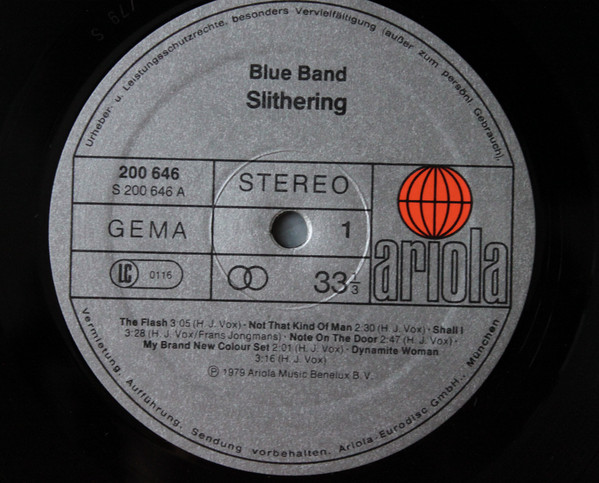 Urheber- u. Leistungsschutzrechte, besonders Vervielfältigung (außer zum persönl. Gebrauch),
Blue Band
Slithering
200 646
S 200 646 A
STEREO
GEMA
1
LC 0116
33 1/3
ariola
The Flash 3:05 (H. J. Vox) · Not That Kind Of Man 2:30 (H. J. Vox) · Shall I
3:28 (H. J. Vox/Frans Jongmans) · Note On The Door 2:47 (H. J. Vox) ·
My Brand New Colour Set 2:01 (H. J. Vox) · Dynamite Woman
3:16 (H. J. Vox)
Ⓟ 1979 Ariola Music Benelux B. V.
Vermietung, Aufführung, Sendung vorbehalten. Ariola-Eurodisc GmbH., München